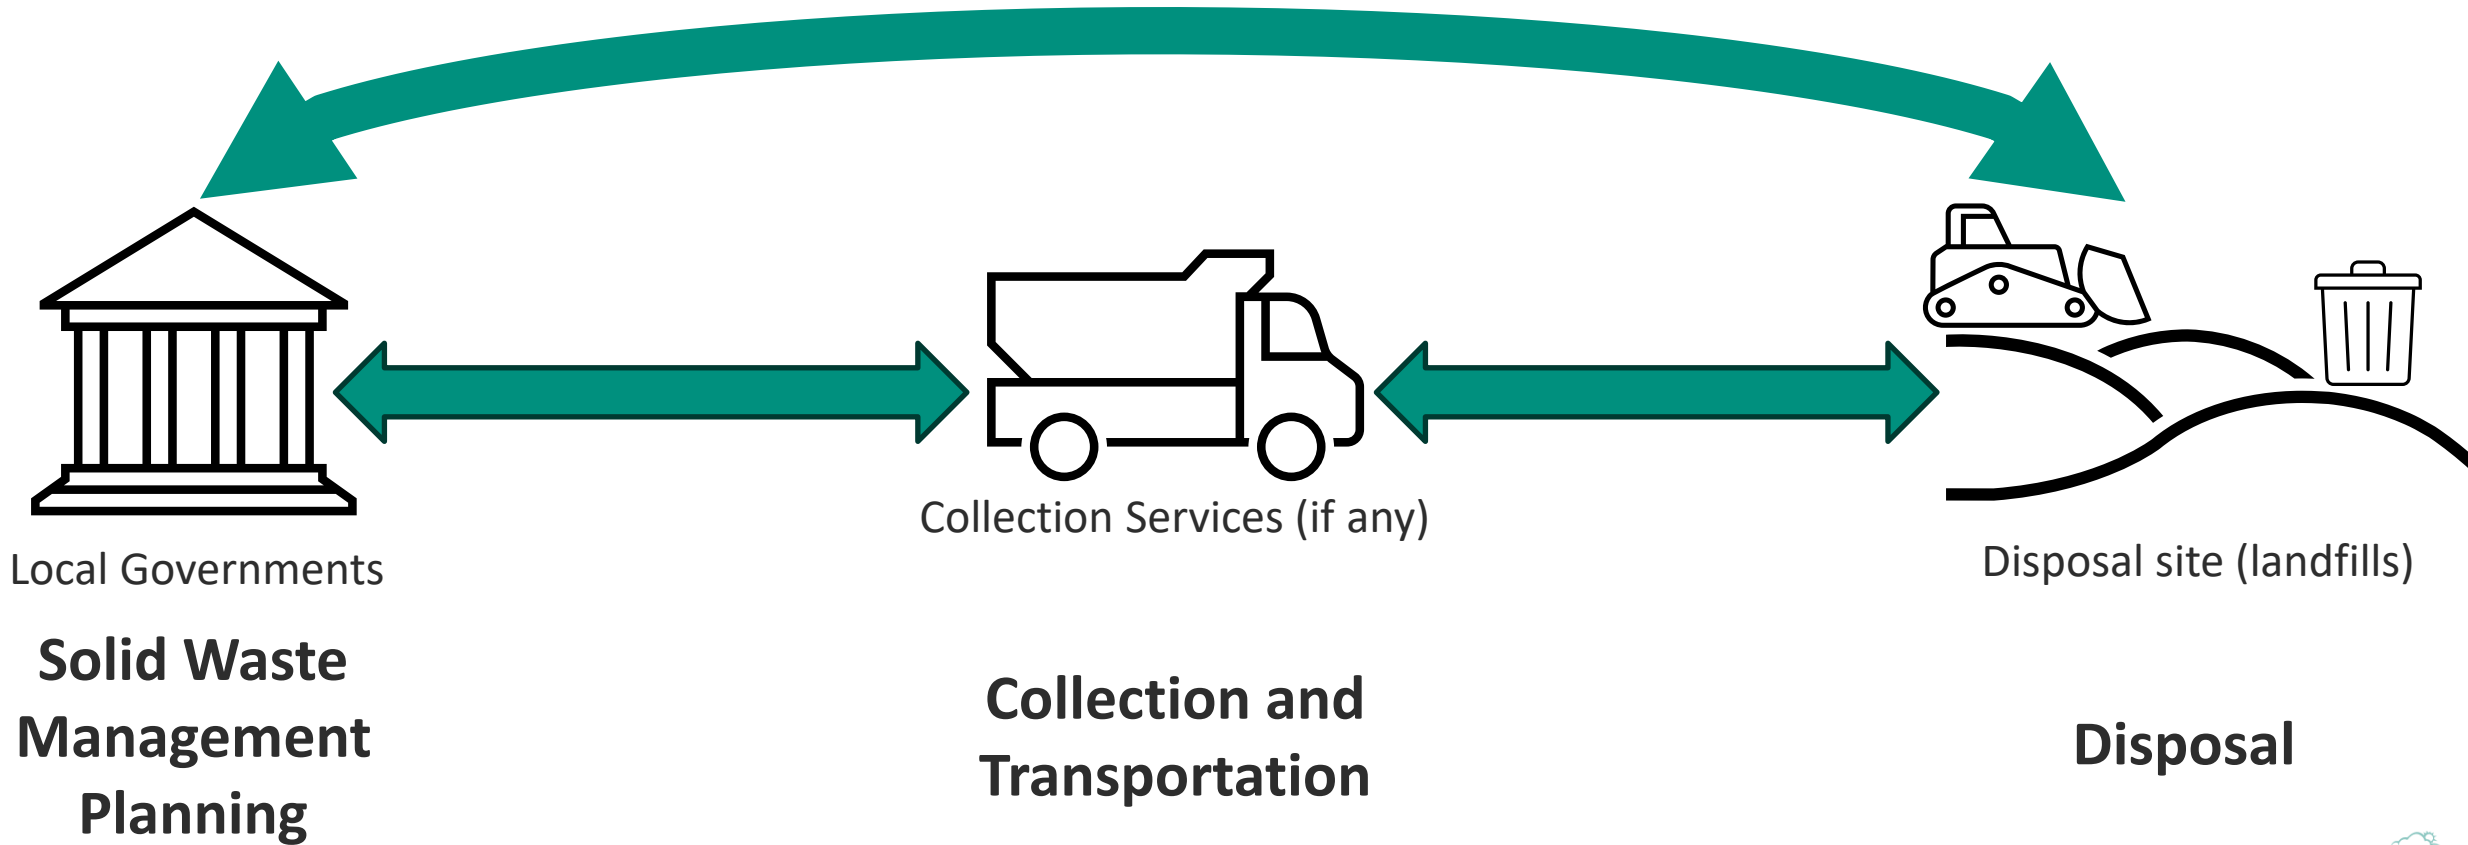 Local Governments
Solid Waste
Management
Planning
Collection Services (if any)
Collection and
Transportation
Disposal site (landfills)
Disposal